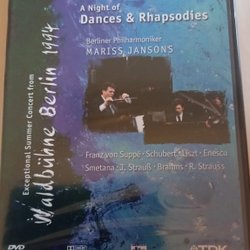 A Night of
Dances & Rhapsodies
Berliner Philharmoniker
MARISS JANSONS
Exceptional Summer Concert from
Waldbühne Berlin 1994
Franz von Suppé · Schubert · Liszt · Enescu
Smetana · J. Strauß · Brahms · R. Strauss
DVD
TDK